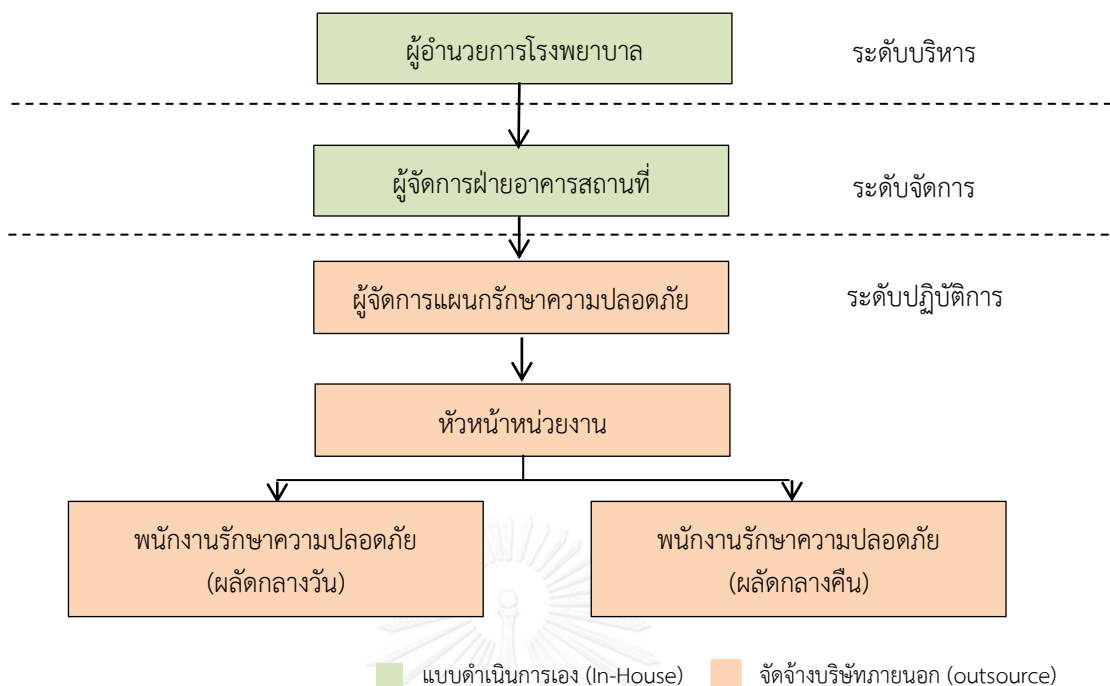 ผู้อำนวยการโรงพยาบาล
ระดับบริหาร
ผู้จัดการฝ่ายอาคารสถานที่
ระดับจัดการ
ผู้จัดการแผนกรักษาความปลอดภัย
ระดับปฏิบัติการ
หัวหน้าหน่วยงาน
พนักงานรักษาความปลอดภัย
(ผลัดกลางวัน)
พนักงานรักษาความปลอดภัย
(ผลัดกลางคืน)
แบบดำเนินการเอง (In-House)
จัดจ้างบริษัทภายนอก (outsource)